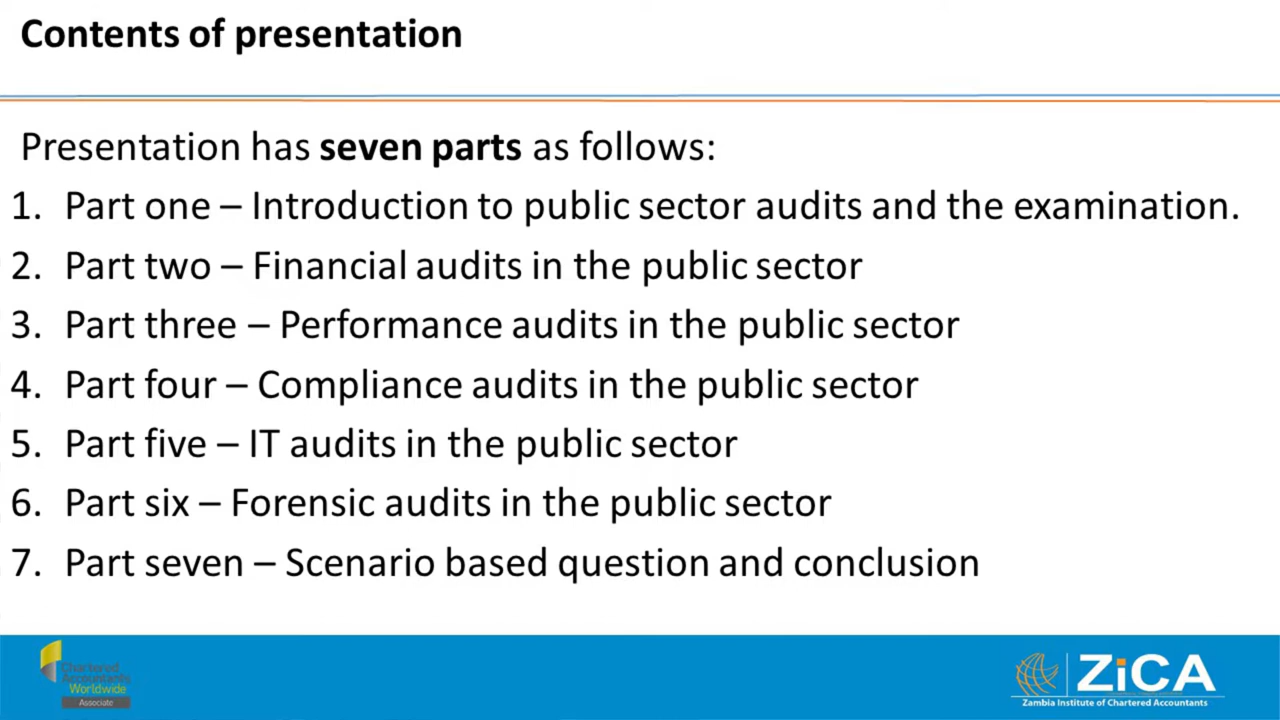 Contents of presentation
Presentation has seven parts as follows:
1. Part one – Introduction to public sector audits and the examination.
2. Part two – Financial audits in the public sector
3. Part three – Performance audits in the public sector
4. Part four – Compliance audits in the public sector
5. Part five – IT audits in the public sector
6. Part six – Forensic audits in the public sector
7. Part seven – Scenario based question and conclusion
Chartered
Accountants
Worldwide
Associate
ZiCA
Zambia Institute of Chartered Accountants